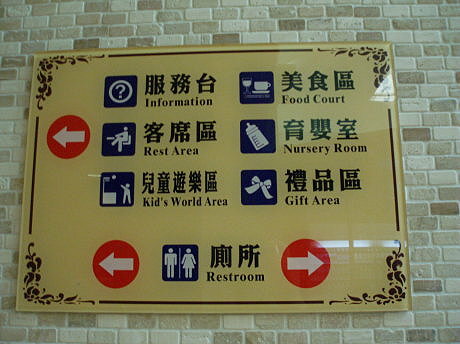 服務台
Information
美食區
Food Court
客席區
Rest Area
育嬰室
Nursery Room
兒童遊樂區
Kid's World Area
禮品區
Gift Area
廁所
Restroom